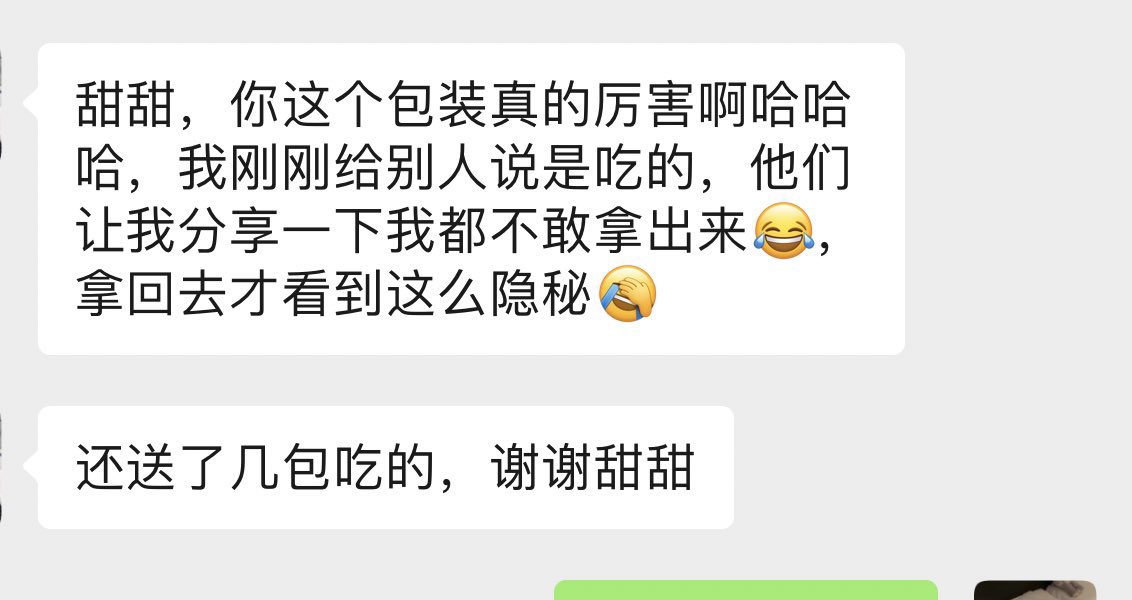 甜甜，你这个包装真的厉害啊哈哈
哈，我刚刚给别人说是吃的，他们
让我分享一下我都不敢拿出来😂，
拿回去才看到这么隐秘🤦
还送了几包吃的，谢谢甜甜